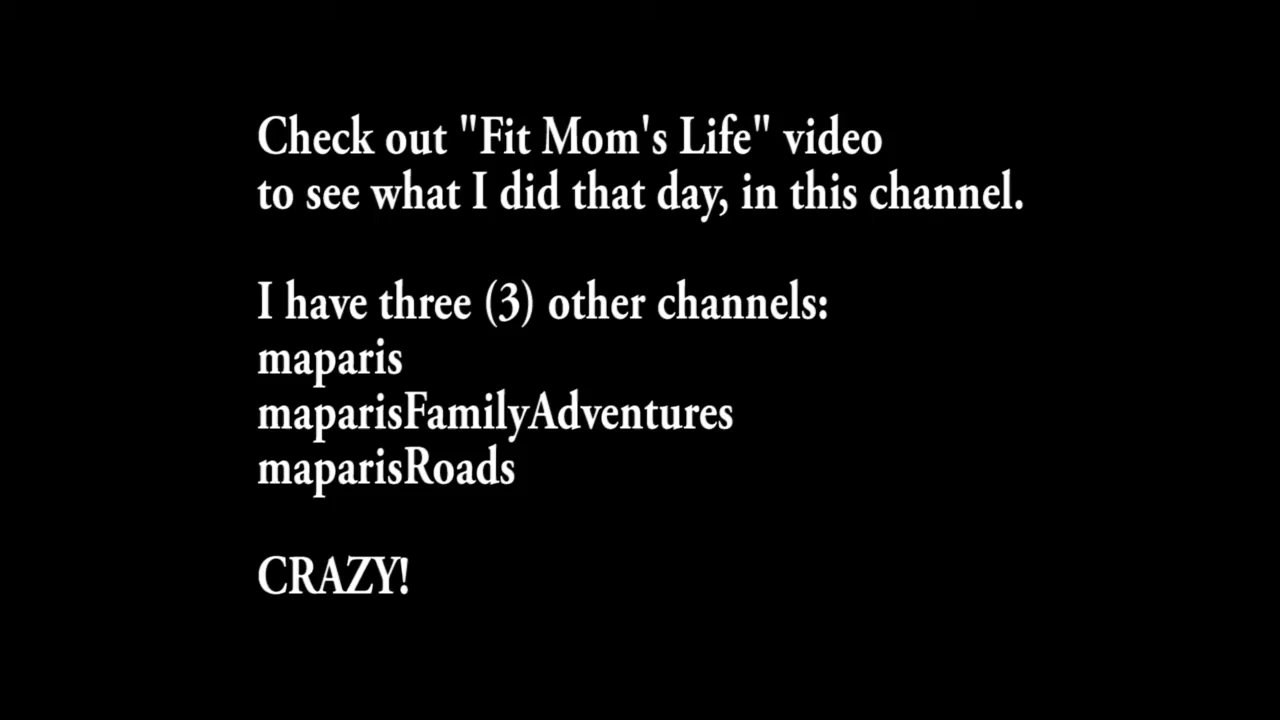 Check out "Fit Mom's Life" video
to see what I did that day, in this channel.
I have three (3) other channels:
maparis
maparisFamilyAdventures
maparisRoads
CRAZY!